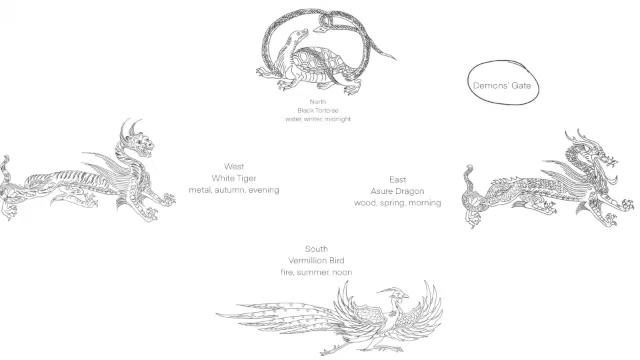 Demons' Gate
North
Black Tortoise
water, winter, midnight
West
White Tiger
metal, autumn, evening
East
Asure Dragon
wood, spring, morning
South
Vermillion Bird
fire, summer, noon